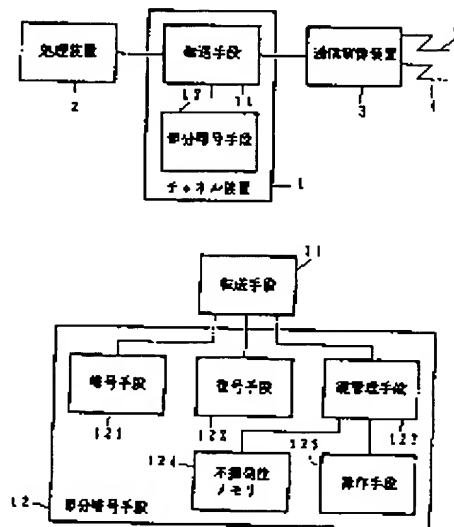 処理装置
転送手段
通信制御装置
2
12
11
3
4
部分暗号手段
チャネル装置
1
11
転送手段
暗号手段
復号手段
鍵管理手段
121
122
123
124
125
不揮発性
メモリ
操作手段
12
部分暗号手段